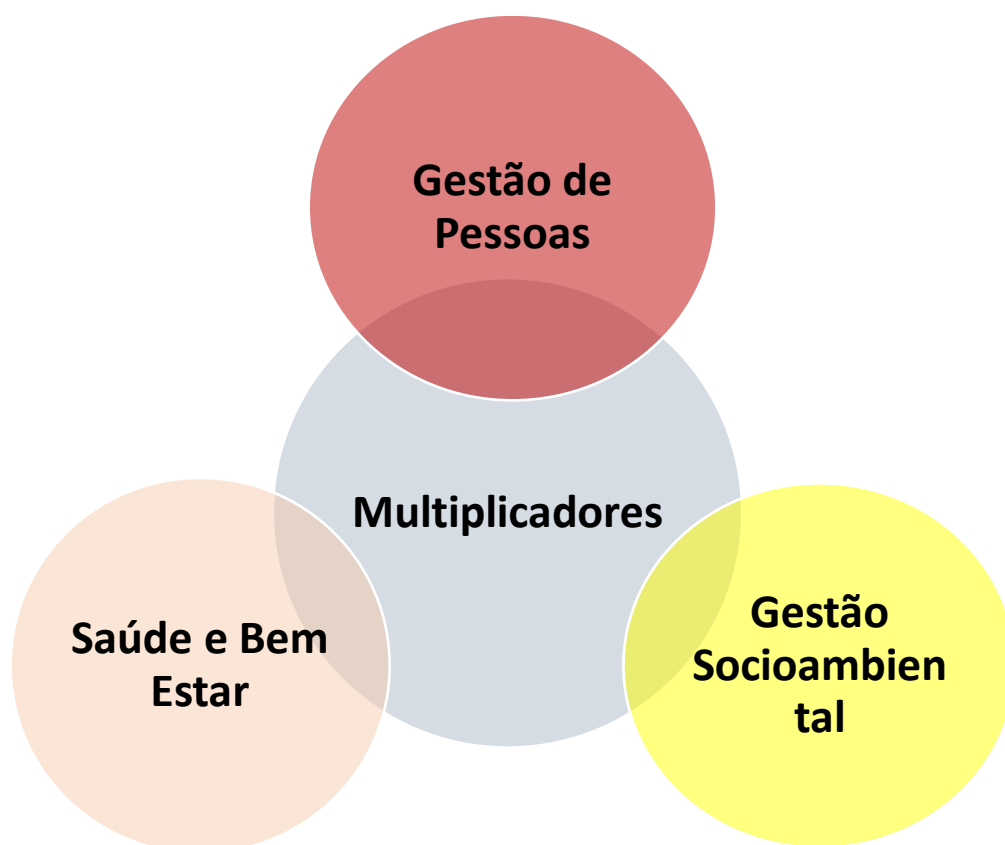 Gestão de
Pessoas
Multiplicadores
Saúde e Bem
Estar
Gestão
Socioambien
tal